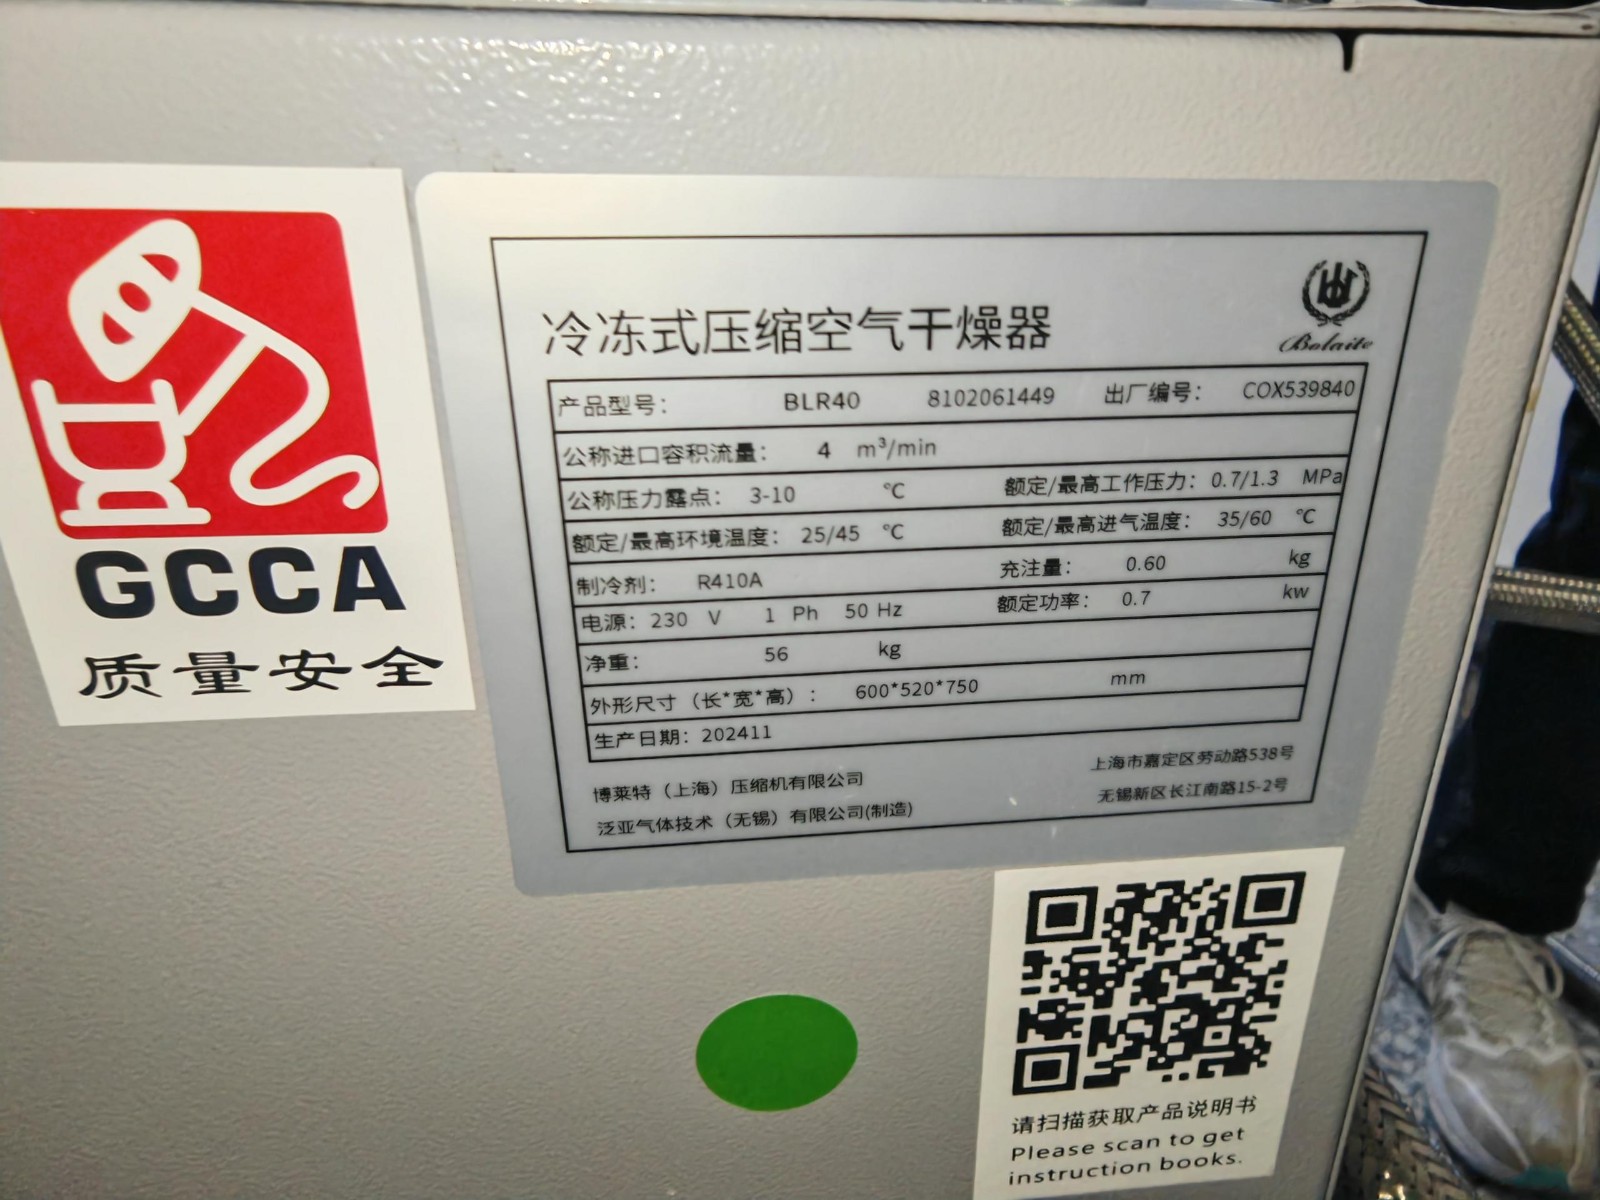 GCCA
质量安全
冷冻式压缩空气干燥器
Bolaite
产品型号： BLR40 8102061449 出厂编号： COX539840
公称进口容积流量： 4 m³/min
公称压力露点： 3-10 ℃ 额定/最高工作压力： 0.7/1.3 MPa
额定/最高环境温度： 25/45 ℃ 额定/最高进气温度： 35/60 ℃
制冷剂： R410A 充注量： 0.60 kg
电源： 230 V 1 Ph 50 Hz 额定功率： 0.7 kw
净重： 56 kg
外形尺寸（长*宽*高）： 600*520*750 mm
生产日期： 202411
博莱特（上海）压缩机有限公司 上海市嘉定区劳动路538号
泛亚气体技术（无锡）有限公司(制造) 无锡新区长江南路15-2号
请扫描获取产品说明书
Please scan to get
instruction books.